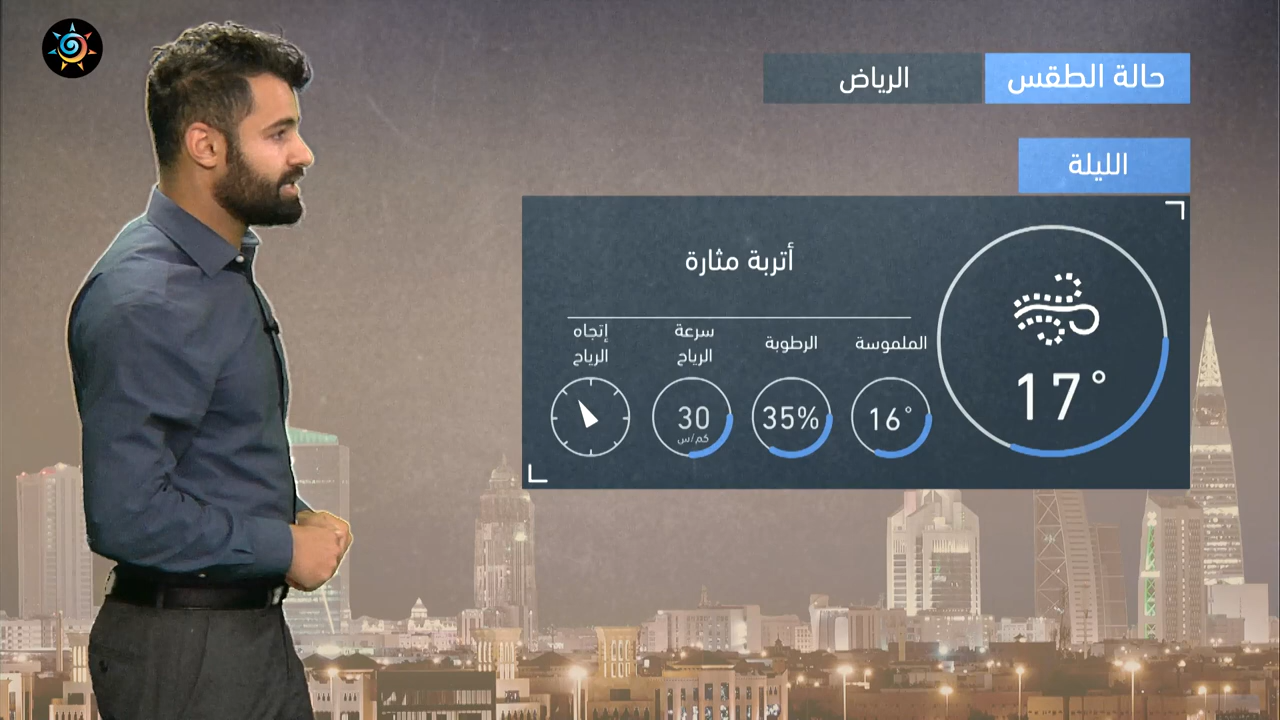 حالة الطقس
الرياض
الليلة
أتربة مثارة
17°
الملموسة
16°
الرطوبة
35%
سرعة
الرياح
30
كم/س
إتجاه
الرياح